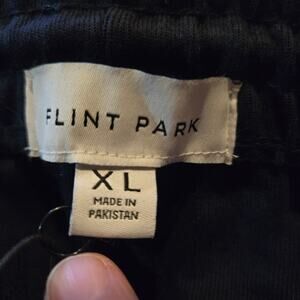 FLINT PARK
XL
MADE IN
PAKISTAN